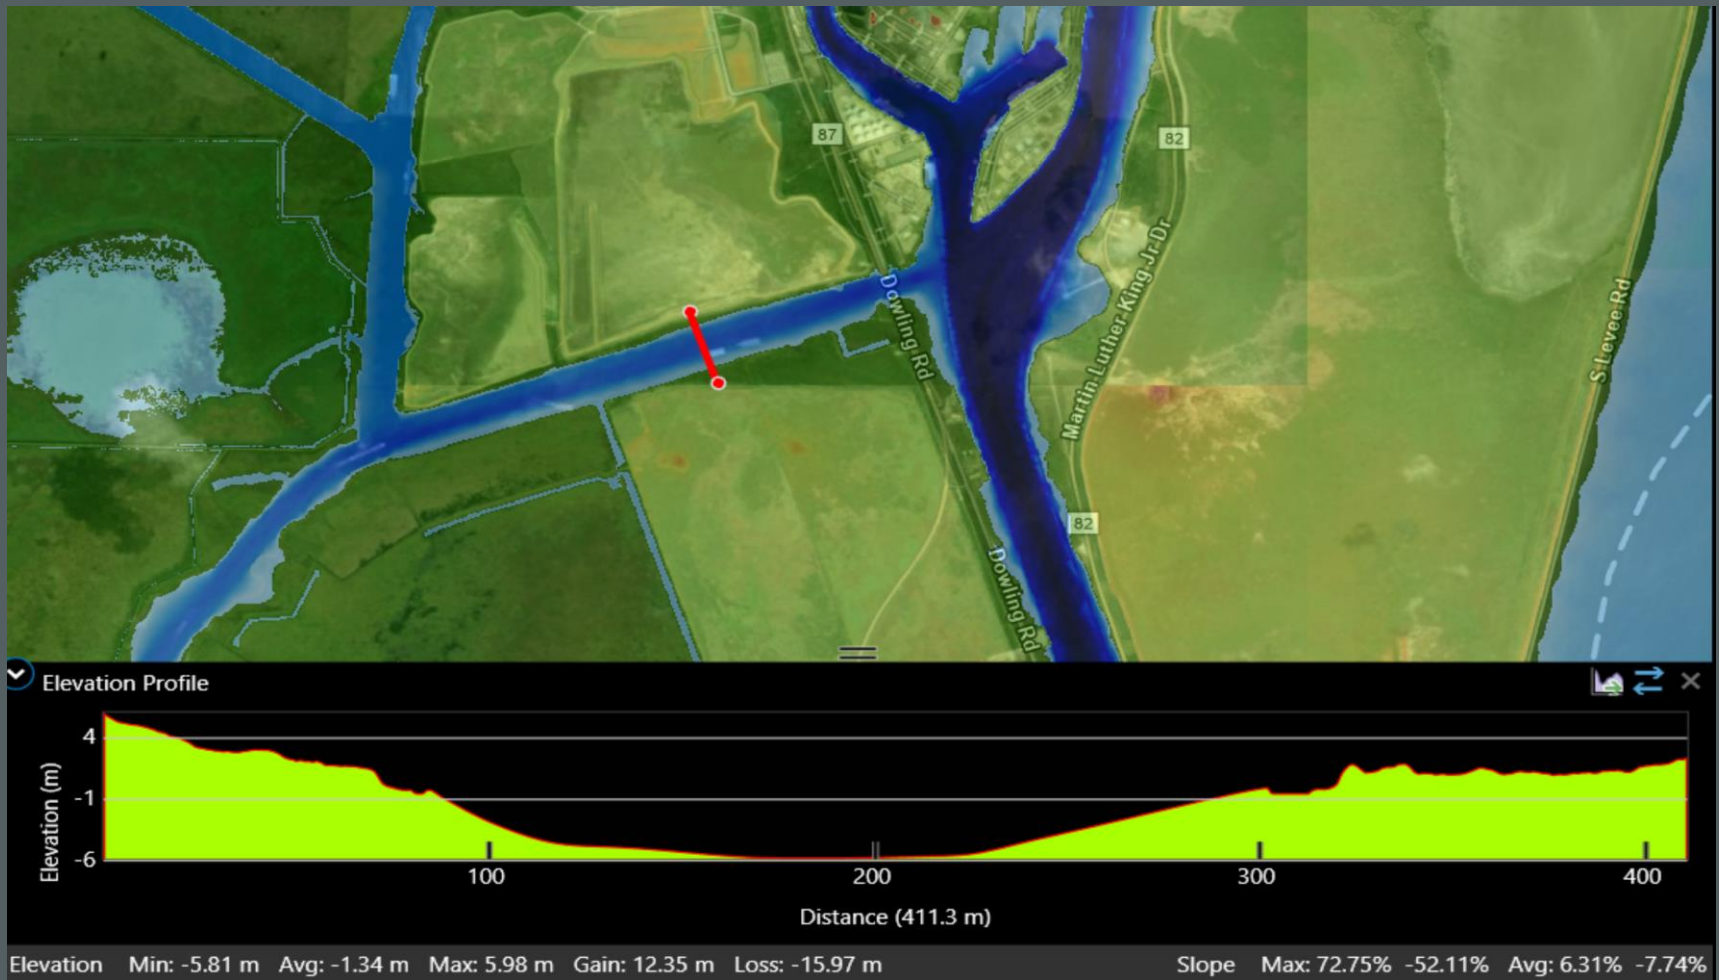 87
82
Dowling Rd
Martin Luther King Jr Dr
S Levee Rd
82
Dowling Rd
Elevation Profile
4
-1
-6
Elevation (m)
100
200
300
400
Distance (411.3 m)
Elevation Min: -5.81 m Avg: -1.34 m Max: 5.98 m Gain: 12.35 m Loss: -15.97 m Slope Max: 72.75% -52.11% Avg: 6.31% -7.74%